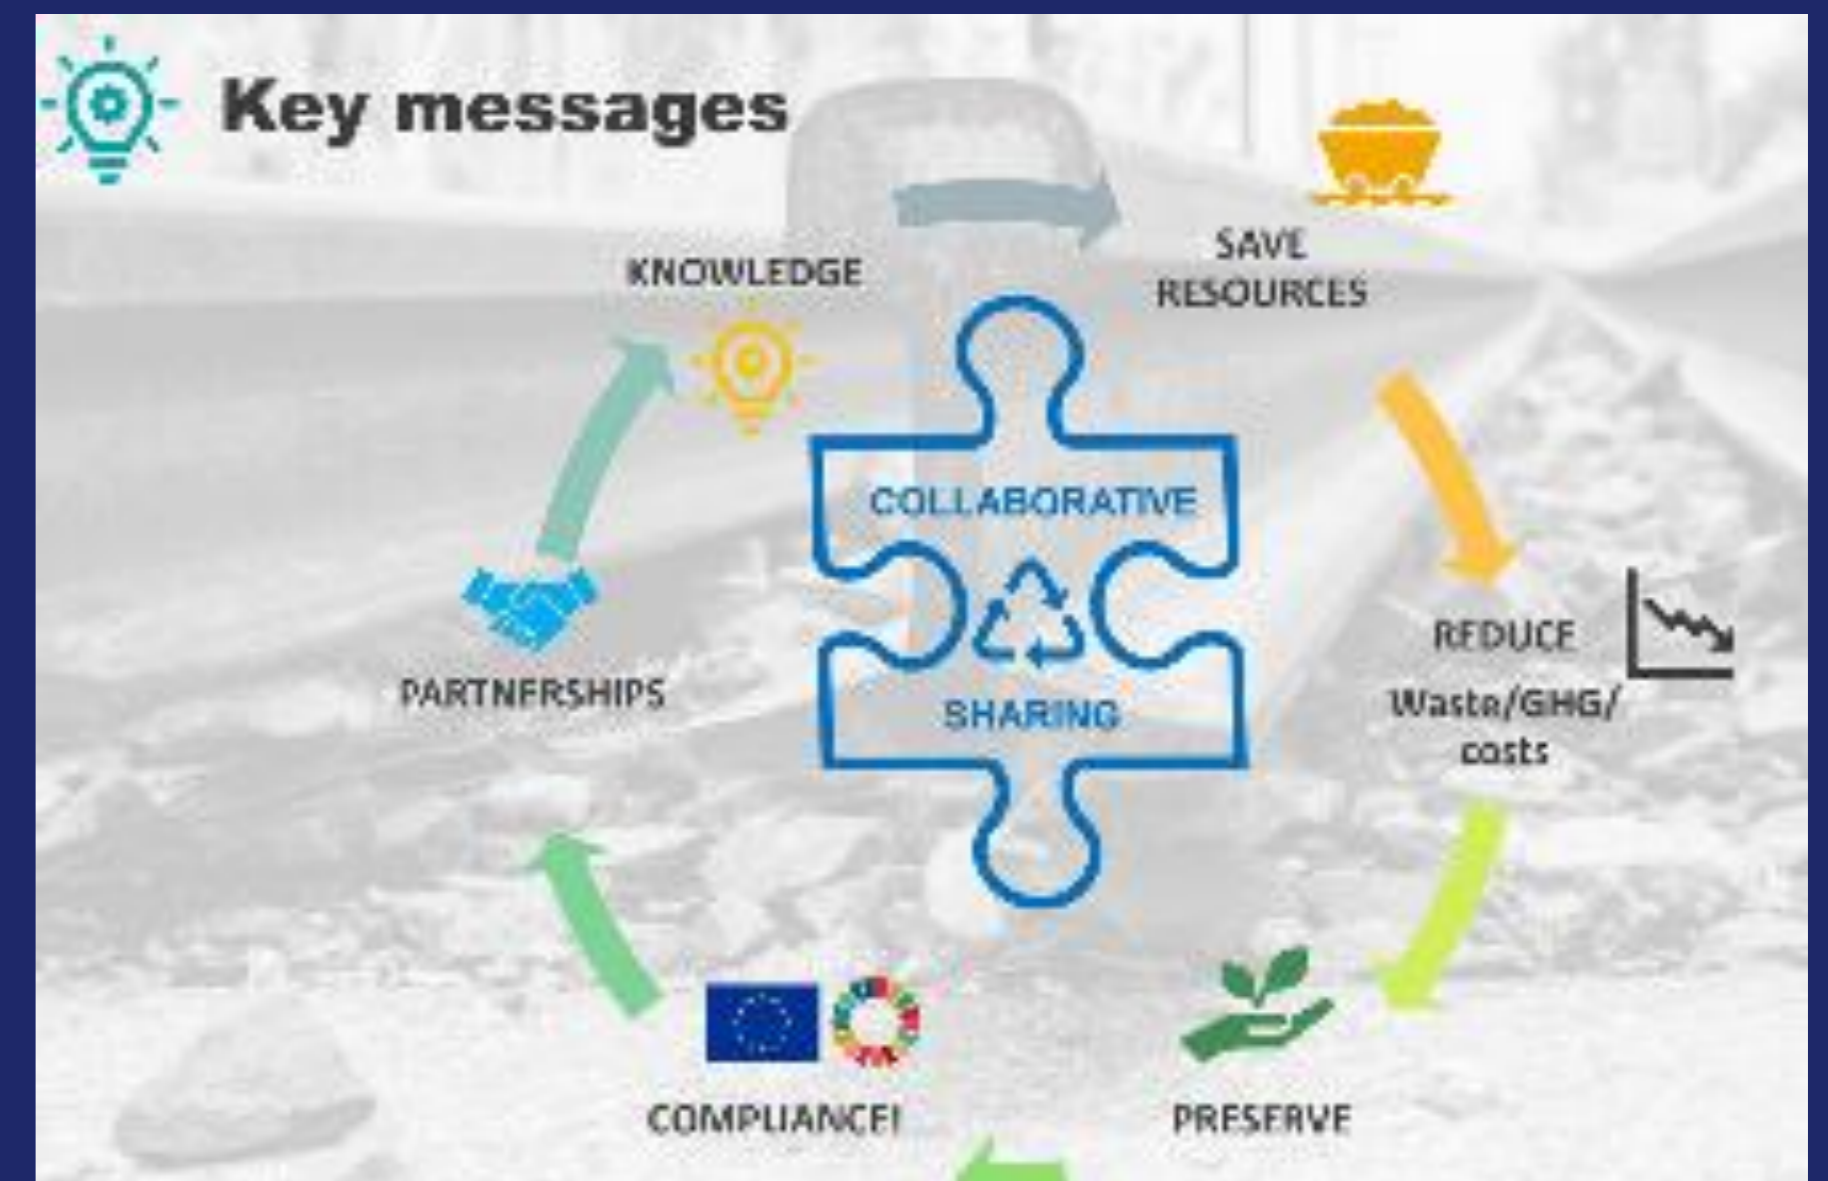 Key messages
KNOWLEDGE
SAVE
RESOURCES
COLLABORATIVE
SHARING
REDUCE
Waste/GHG/
costs
PARTNERSHIPS
COMPLIANCE!
PRESERVE